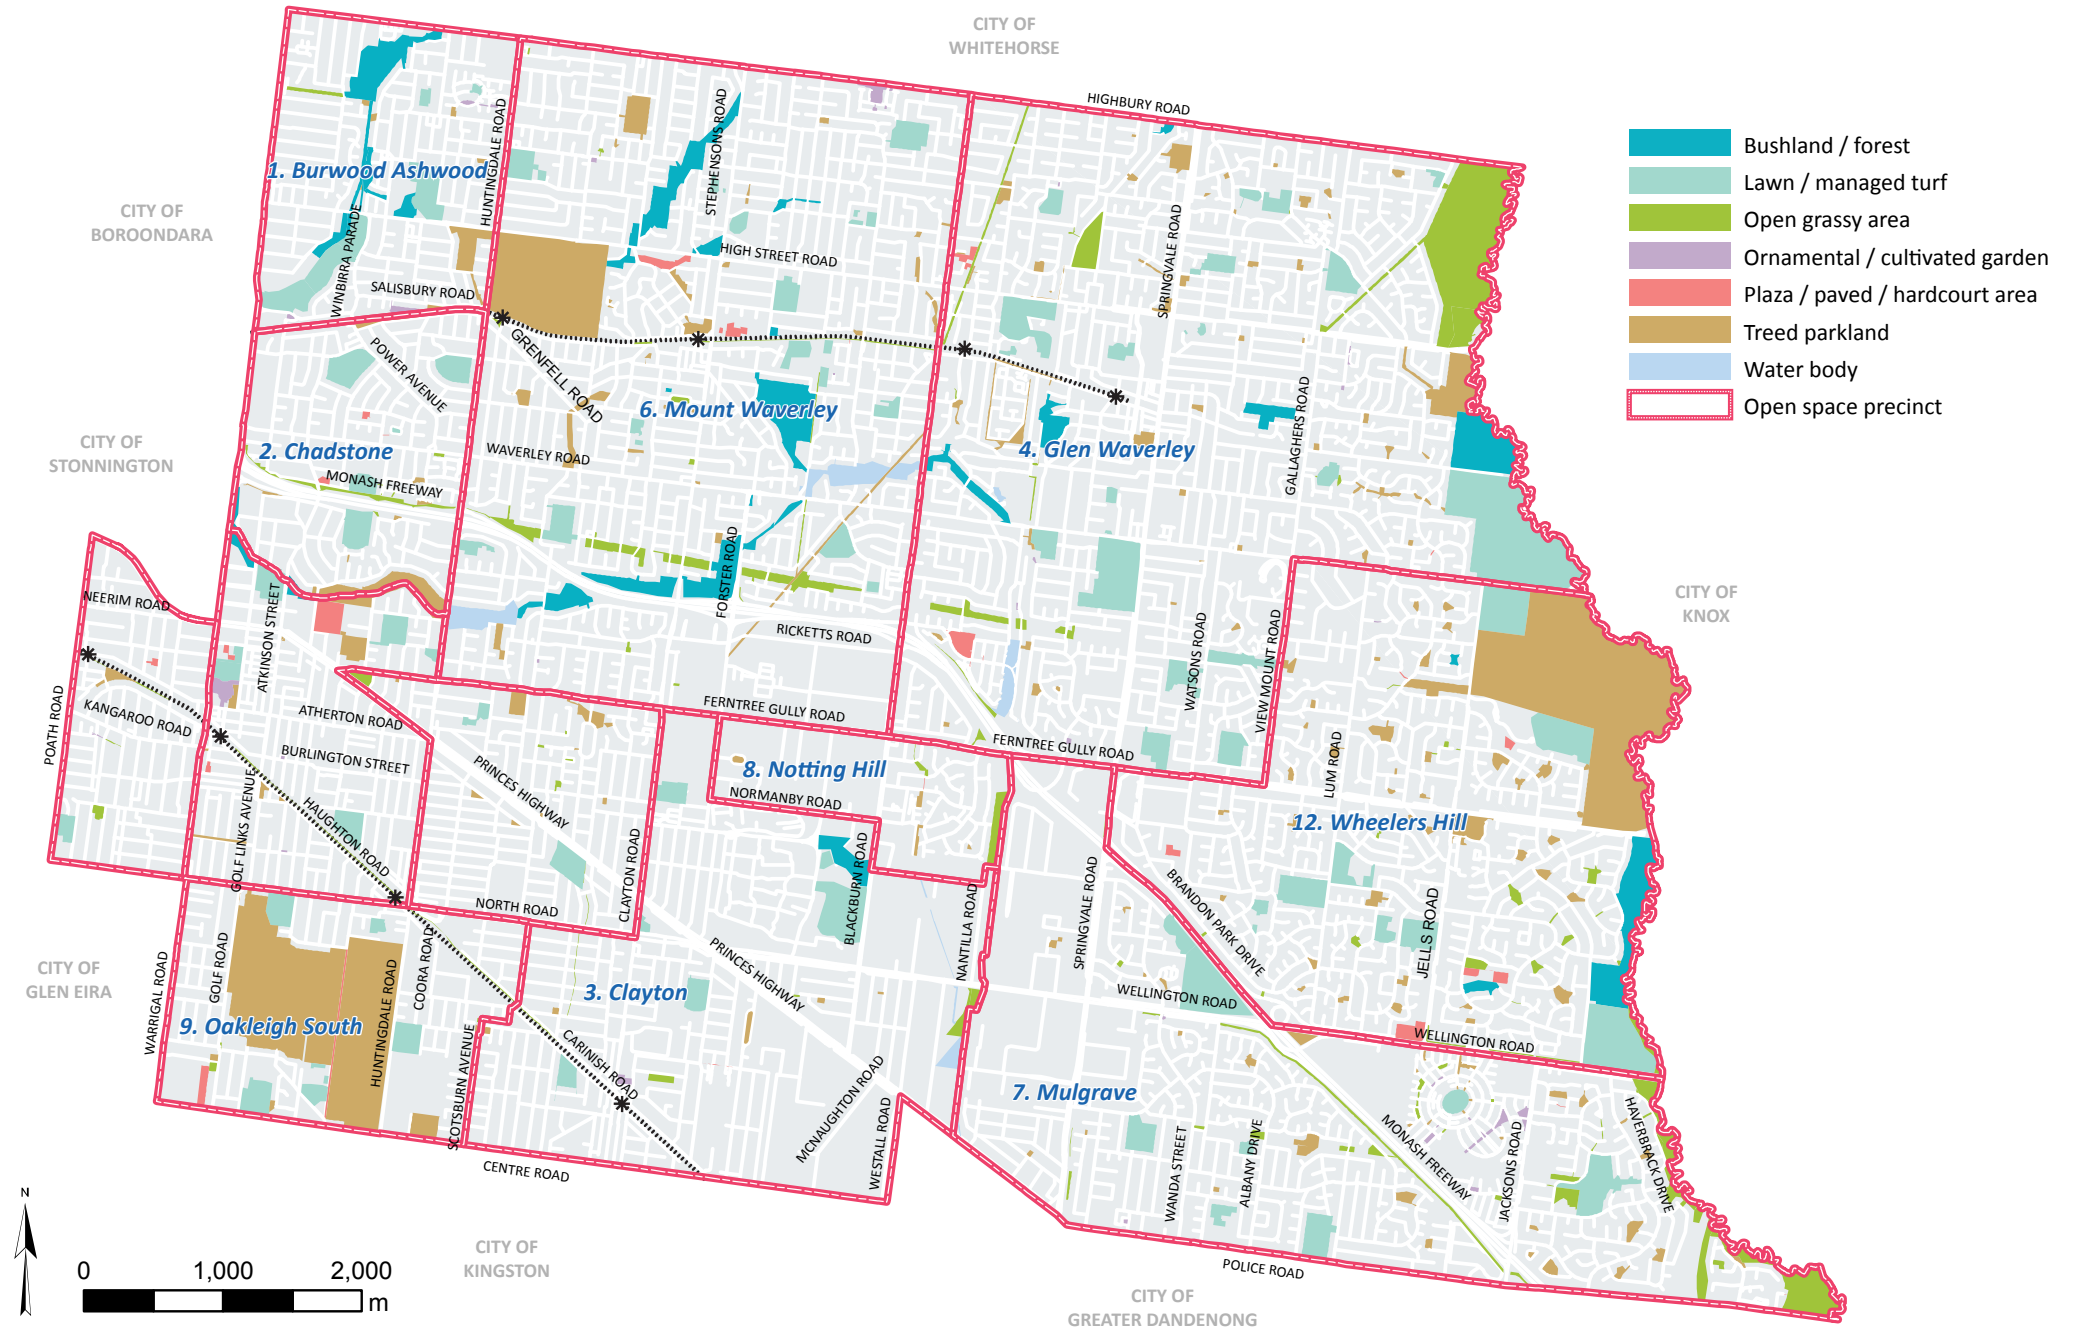 CITY OF
WHITEHORSE
HIGHBURY ROAD
Bushland / forest
Lawn / managed turf
Open grassy area
Ornamental / cultivated garden
Plaza / paved / hardcourt area
Treed parkland
Water body
Open space precinct
CITY OF
BOROONDARA
1. Burwood Ashwood
HUNTINGDALE ROAD
STEPHENSONS ROAD
WINBIRRA PARADE
HIGH STREET ROAD
SPRINGVALE ROAD
SALISBURY ROAD
POWER AVENUE
GRENFELL ROAD
6. Mount Waverley
GALLAGHERS ROAD
CITY OF
STONNINGTON
2. Chadstone
WAVERLEY ROAD
4. Glen Waverley
MONASH FREEWAY
FORSTER ROAD
NEERIM ROAD
ATKINSON STREET
RICKETTS ROAD
WATSONS ROAD
VIEW MOUNT ROAD
CITY OF
KNOX
POATH ROAD
KANGAROO ROAD
ATHERTON ROAD
FERNTREE GULLY ROAD
FERNTREE GULLY ROAD
BURLINGTON STREET
PRINCES HIGHWAY
8. Notting Hill
NORMANBY ROAD
LUM ROAD
12. Wheelers Hill
GOLF LINKS AVENUE
HAUGHTON ROAD
CLAYTON ROAD
BLACKBURN ROAD
SPRINGVALE ROAD
BRANDON PARK DRIVE
JELLS ROAD
NORTH ROAD
NANTILLA ROAD
PRINCES HIGHWAY
CITY OF
GLEN EIRA
WARRIGAL ROAD
GOLF ROAD
COORA ROAD
HUNTINGDALE ROAD
3. Clayton
WELLINGTON ROAD
9. Oakleigh South
WELLINGTON ROAD
SCOTSBURN AVENUE
CARINISH ROAD
MCNAUGHTON ROAD
7. Mulgrave
WESTALL ROAD
WANDA STREET
ALBANY DRIVE
MONASH FREEWAY
JACKSONS ROAD
HAVERBRACK DRIVE
CENTRE ROAD
N
CITY OF
KINGSTON
POLICE ROAD
0 1,000 2,000
m
CITY OF
GREATER DANDENONG